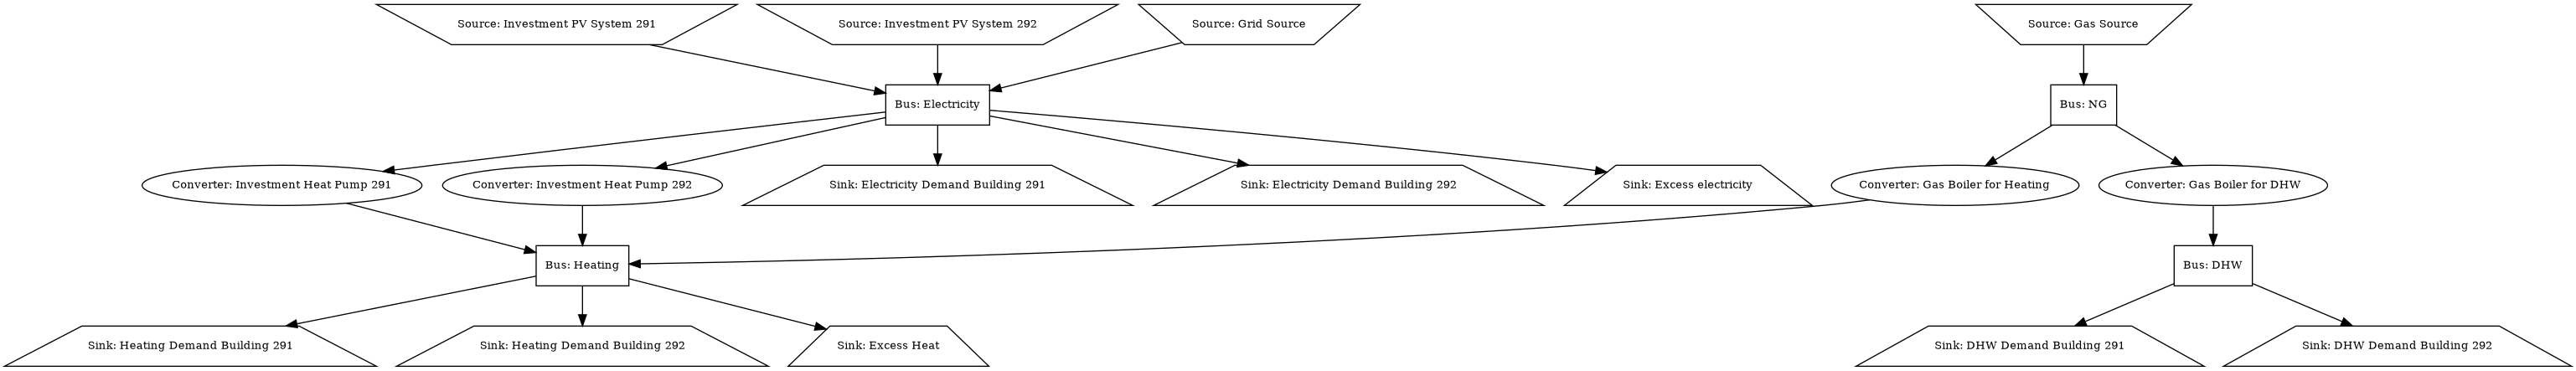 Source: Investment PV System 291
Source: Investment PV System 292
Source: Grid Source
Source: Gas Source
Bus: Electricity
Bus: NG
Converter: Investment Heat Pump 291
Converter: Investment Heat Pump 292
Sink: Electricity Demand Building 291
Sink: Electricity Demand Building 292
Sink: Excess electricity
Converter: Gas Boiler for Heating
Converter: Gas Boiler for DHW
Bus: Heating
Bus: DHW
Sink: Heating Demand Building 291
Sink: Heating Demand Building 292
Sink: Excess Heat
Sink: DHW Demand Building 291
Sink: DHW Demand Building 292